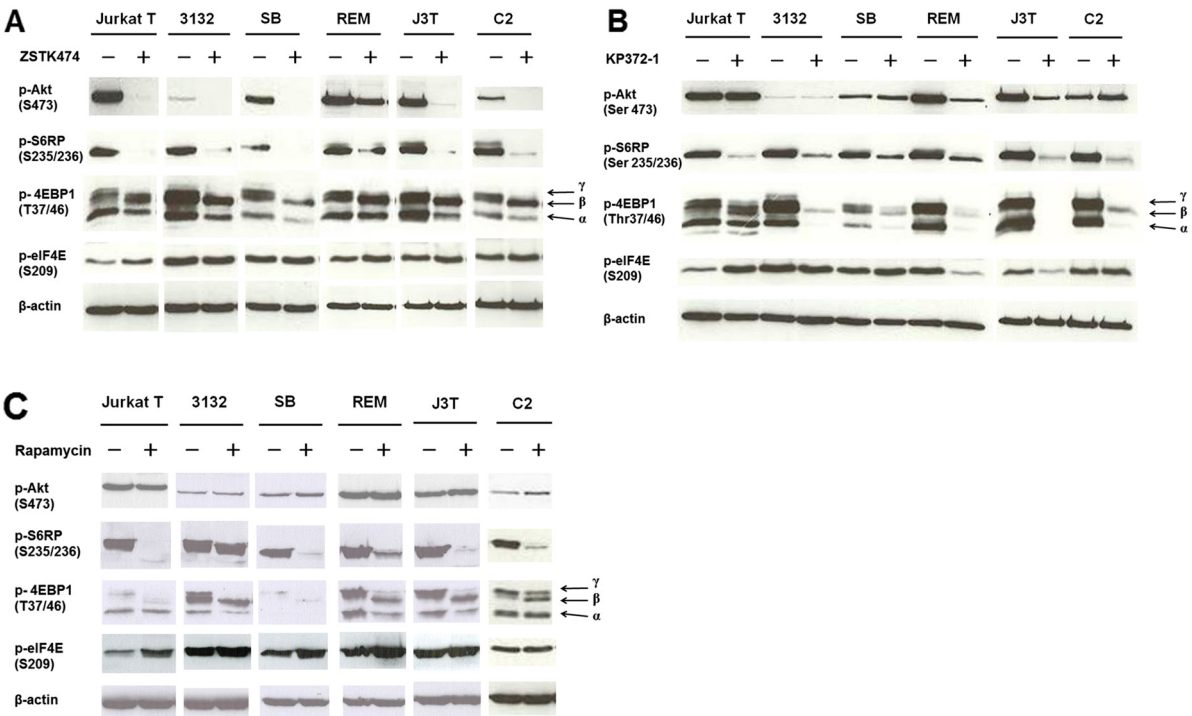 A
Jurkat T 3132 SB REM J3T C2
ZSTK474 – + – + – + – + – + – +
p-Akt
(S473)
p-S6RP
(S235/236)
p- 4EBP1
(T37/46)
γ
β
α
p-eIF4E
(S209)
β-actin
B
Jurkat T 3132 SB REM J3T C2
KP372-1 – + – + – + – + – + – +
p-Akt
(Ser 473)
p-S6RP
(Ser 235/236)
p-4EBP1
(Thr37/46)
γ
β
α
p-eIF4E
(S209)
β-actin
C
Jurkat T 3132 SB REM J3T C2
Rapamycin – + – + – + – + – + – +
p-Akt
(S473)
p-S6RP
(S235/236)
p- 4EBP1
(T37/46)
γ
β
α
p-eIF4E
(S209)
β-actin